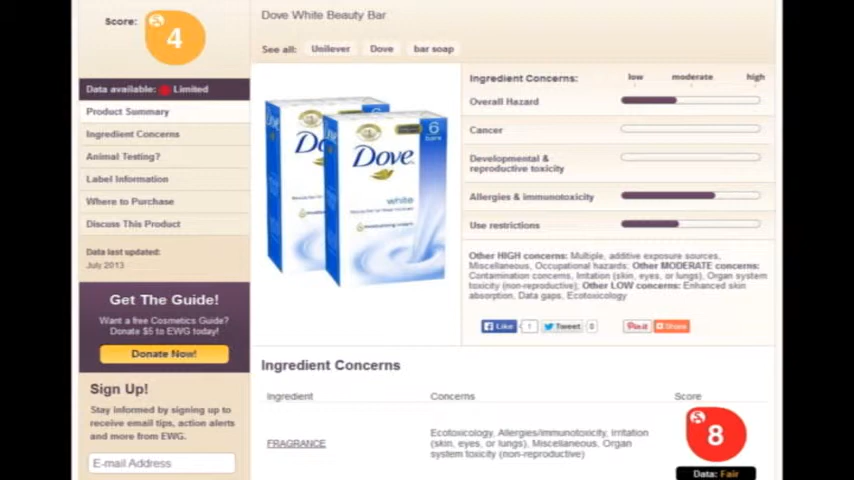 Score:
4
Data available: Limited
Product Summary
Ingredient Concerns
Animal Testing?
Label Information
Where to Purchase
Discuss This Product
Data last updated:
July 2013
Get The Guide!
Want a free Cosmetics Guide?
Donate $5 to EWG today!
Donate Now!
Sign Up!
Stay informed by signing up to
receive email tips, action alerts
and more from EWG.
E-mail Address
Dove White Beauty Bar
See all: Unilever Dove bar soap
6
Dove
6
bars
Dove
white
Ingredient Concerns: low moderate high
Overall Hazard
Cancer
Developmental &
reproductive toxicity
Allergies & immunotoxicity
Use restrictions
Other HIGH concerns: Multiple, additive exposure sources,
Miscellaneous, Occupational hazards; Other MODERATE concerns:
Contamination concerns, Irritation (skin, eyes, or lungs), Organ system
toxicity (non-reproductive); Other LOW concerns: Enhanced skin
absorption, Data gaps, Ecotoxicology
Like 1 Tweet 0 Pin it Share
Ingredient Concerns
Ingredient Concerns Score
FRAGRANCE
Ecotoxicology, Allergies/immunotoxicity, Irritation
(skin, eyes, or lungs), Miscellaneous, Organ
system toxicity (non-reproductive)
8
Data: Fair